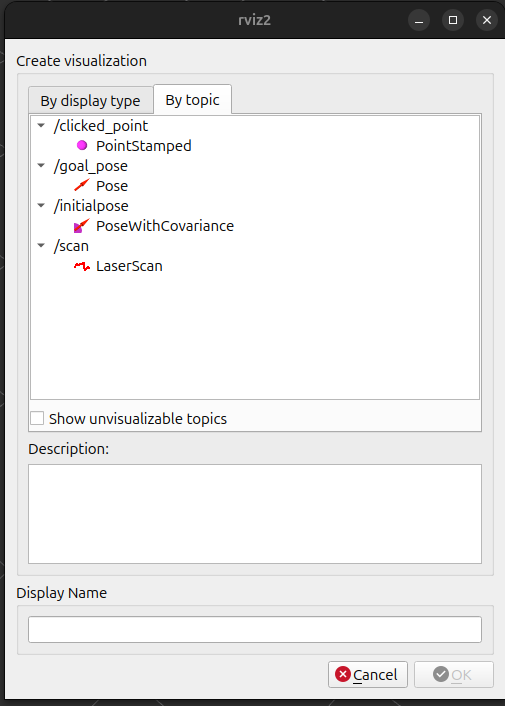 rviz2
Create visualization
By display type
By topic
/clicked_point
PointStamped
/goal_pose
Pose
/initialpose
PoseWithCovariance
/scan
LaserScan
Show unvisualizable topics
Description:
Display Name
Cancel
OK